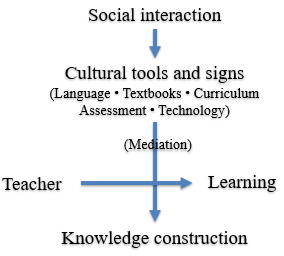 Social interaction
Cultural tools and signs
(Language • Textbooks • Curriculum
Assessment • Technology)
(Mediation)
Teacher
Learning
Knowledge construction